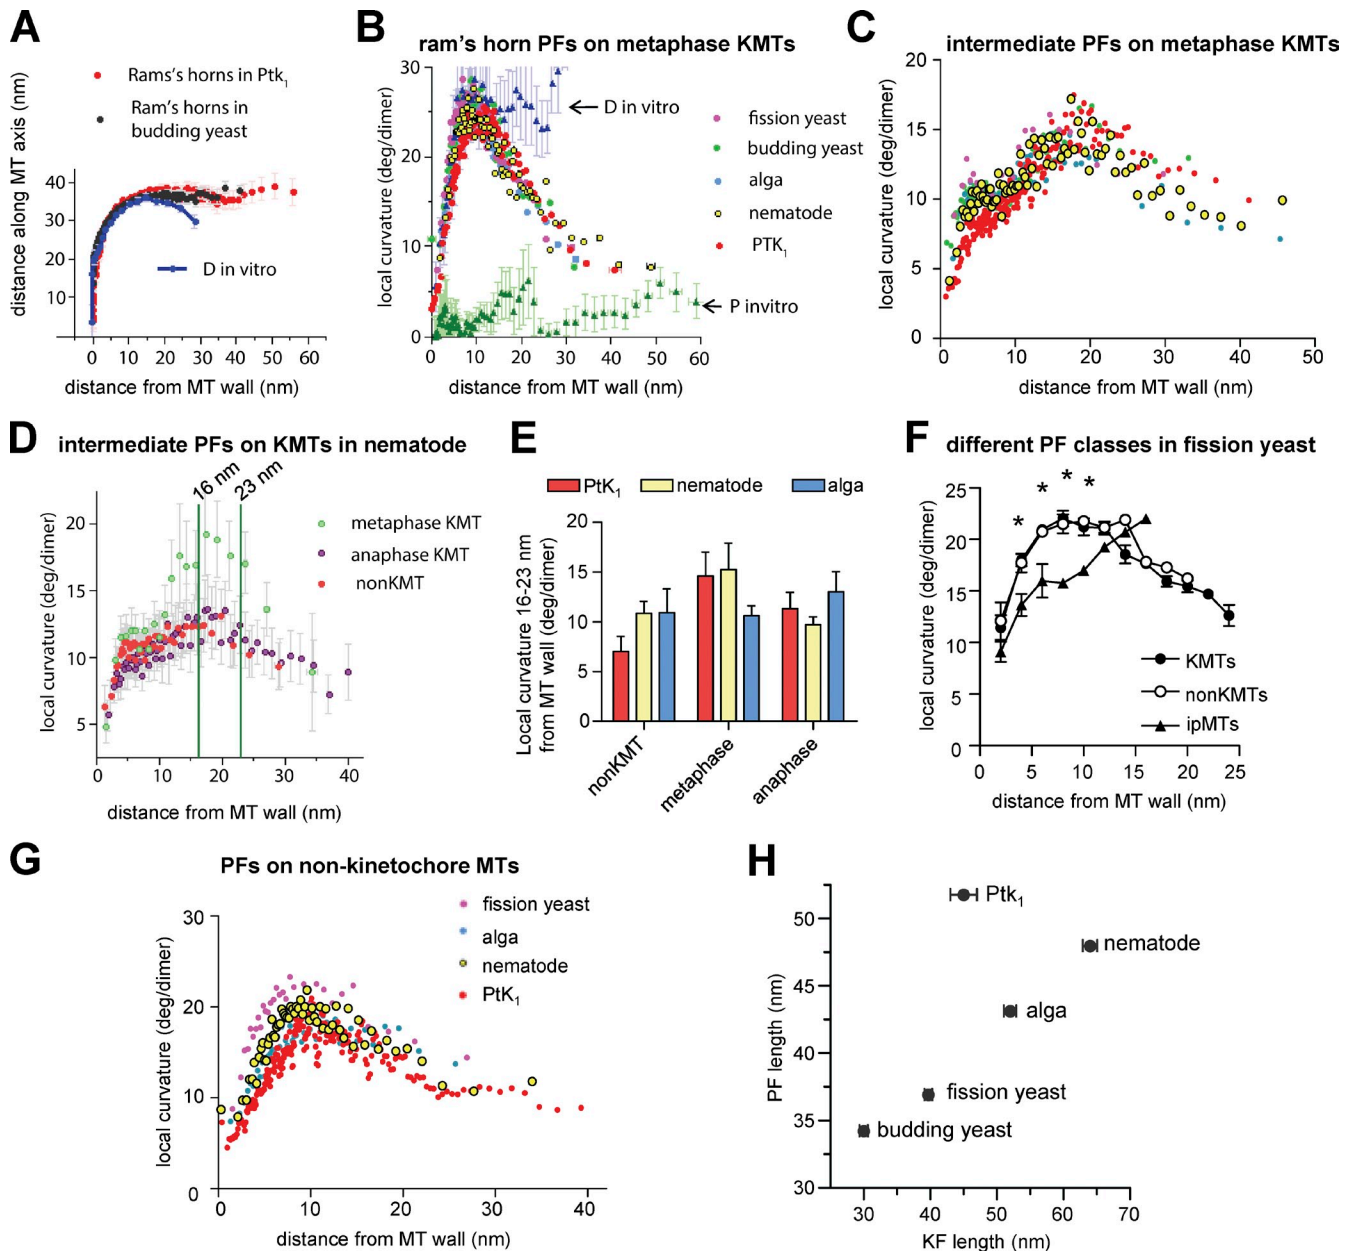 A
Rams's horns in Ptk1
Ram's horns in
budding yeast
distance along MT axis (nm)
40
30
20
10
D in vitro
0 10 20 30 40 50 60
distance from MT wall (nm)
B
ram's horn PFs on metaphase KMTs
local curvature (deg/dimer)
30
20
10
0
D in vitro
fission yeast
budding yeast
alga
nematode
PTK1
P invitro
0 10 20 30 40 50 60
distance from MT wall (nm)
C
intermediate PFs on metaphase KMTs
local curvature (deg/dimer)
20
15
10
5
0
0 10 20 30 40 50
distance from MT wall (nm)
D
intermediate PFs on KMTs in nematode
16 nm
23 nm
local curvature (deg/dimer)
20
15
10
5
metaphase KMT
anaphase KMT
nonKMT
0 10 20 30 40
distance from MT wall (nm)
E
PtK1 nematode alga
Local curvature 16-23 nm
from MT wall (deg/dimer)
20
15
10
5
0
nonKMT
metaphase
anaphase
F
different PF classes in fission yeast
local curvature (deg/dimer)
25
20
15
10
5
0
* * * *
KMTs
nonKMTs
ipMTs
0 5 10 15 20 25
distance from MT wall (nm)
G
PFs on non-kinetochore MTs
local curvature (deg/dimer)
30
20
10
0
fission yeast
alga
nematode
PtK1
0 10 20 30 40
distance from MT wall (nm)
H
PF length (nm)
50
45
40
35
30
Ptk1
nematode
alga
fission yeast
budding yeast
30 40 50 60 70
KF length (nm)